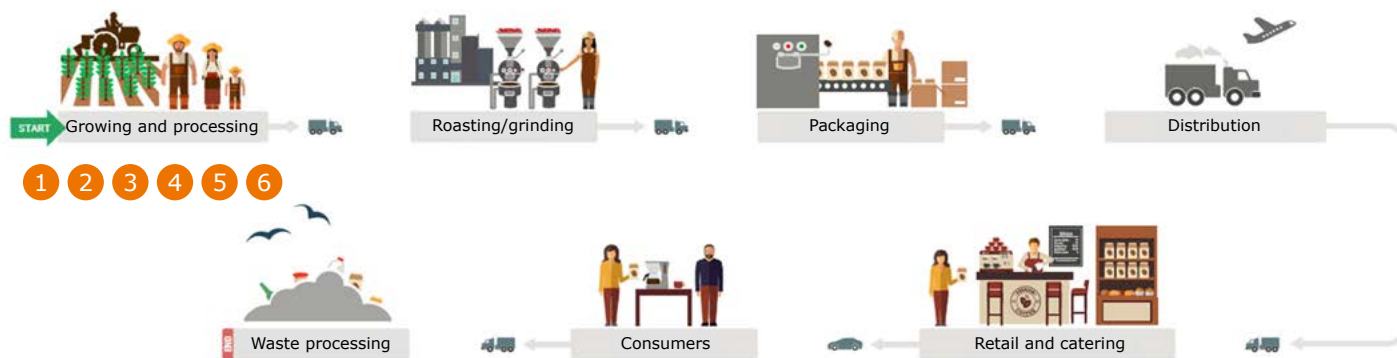 START
Growing and processing
Roasting/grinding
Packaging
Distribution
1 2 3 4 5 6
END
Waste processing
Consumers
Retail and catering